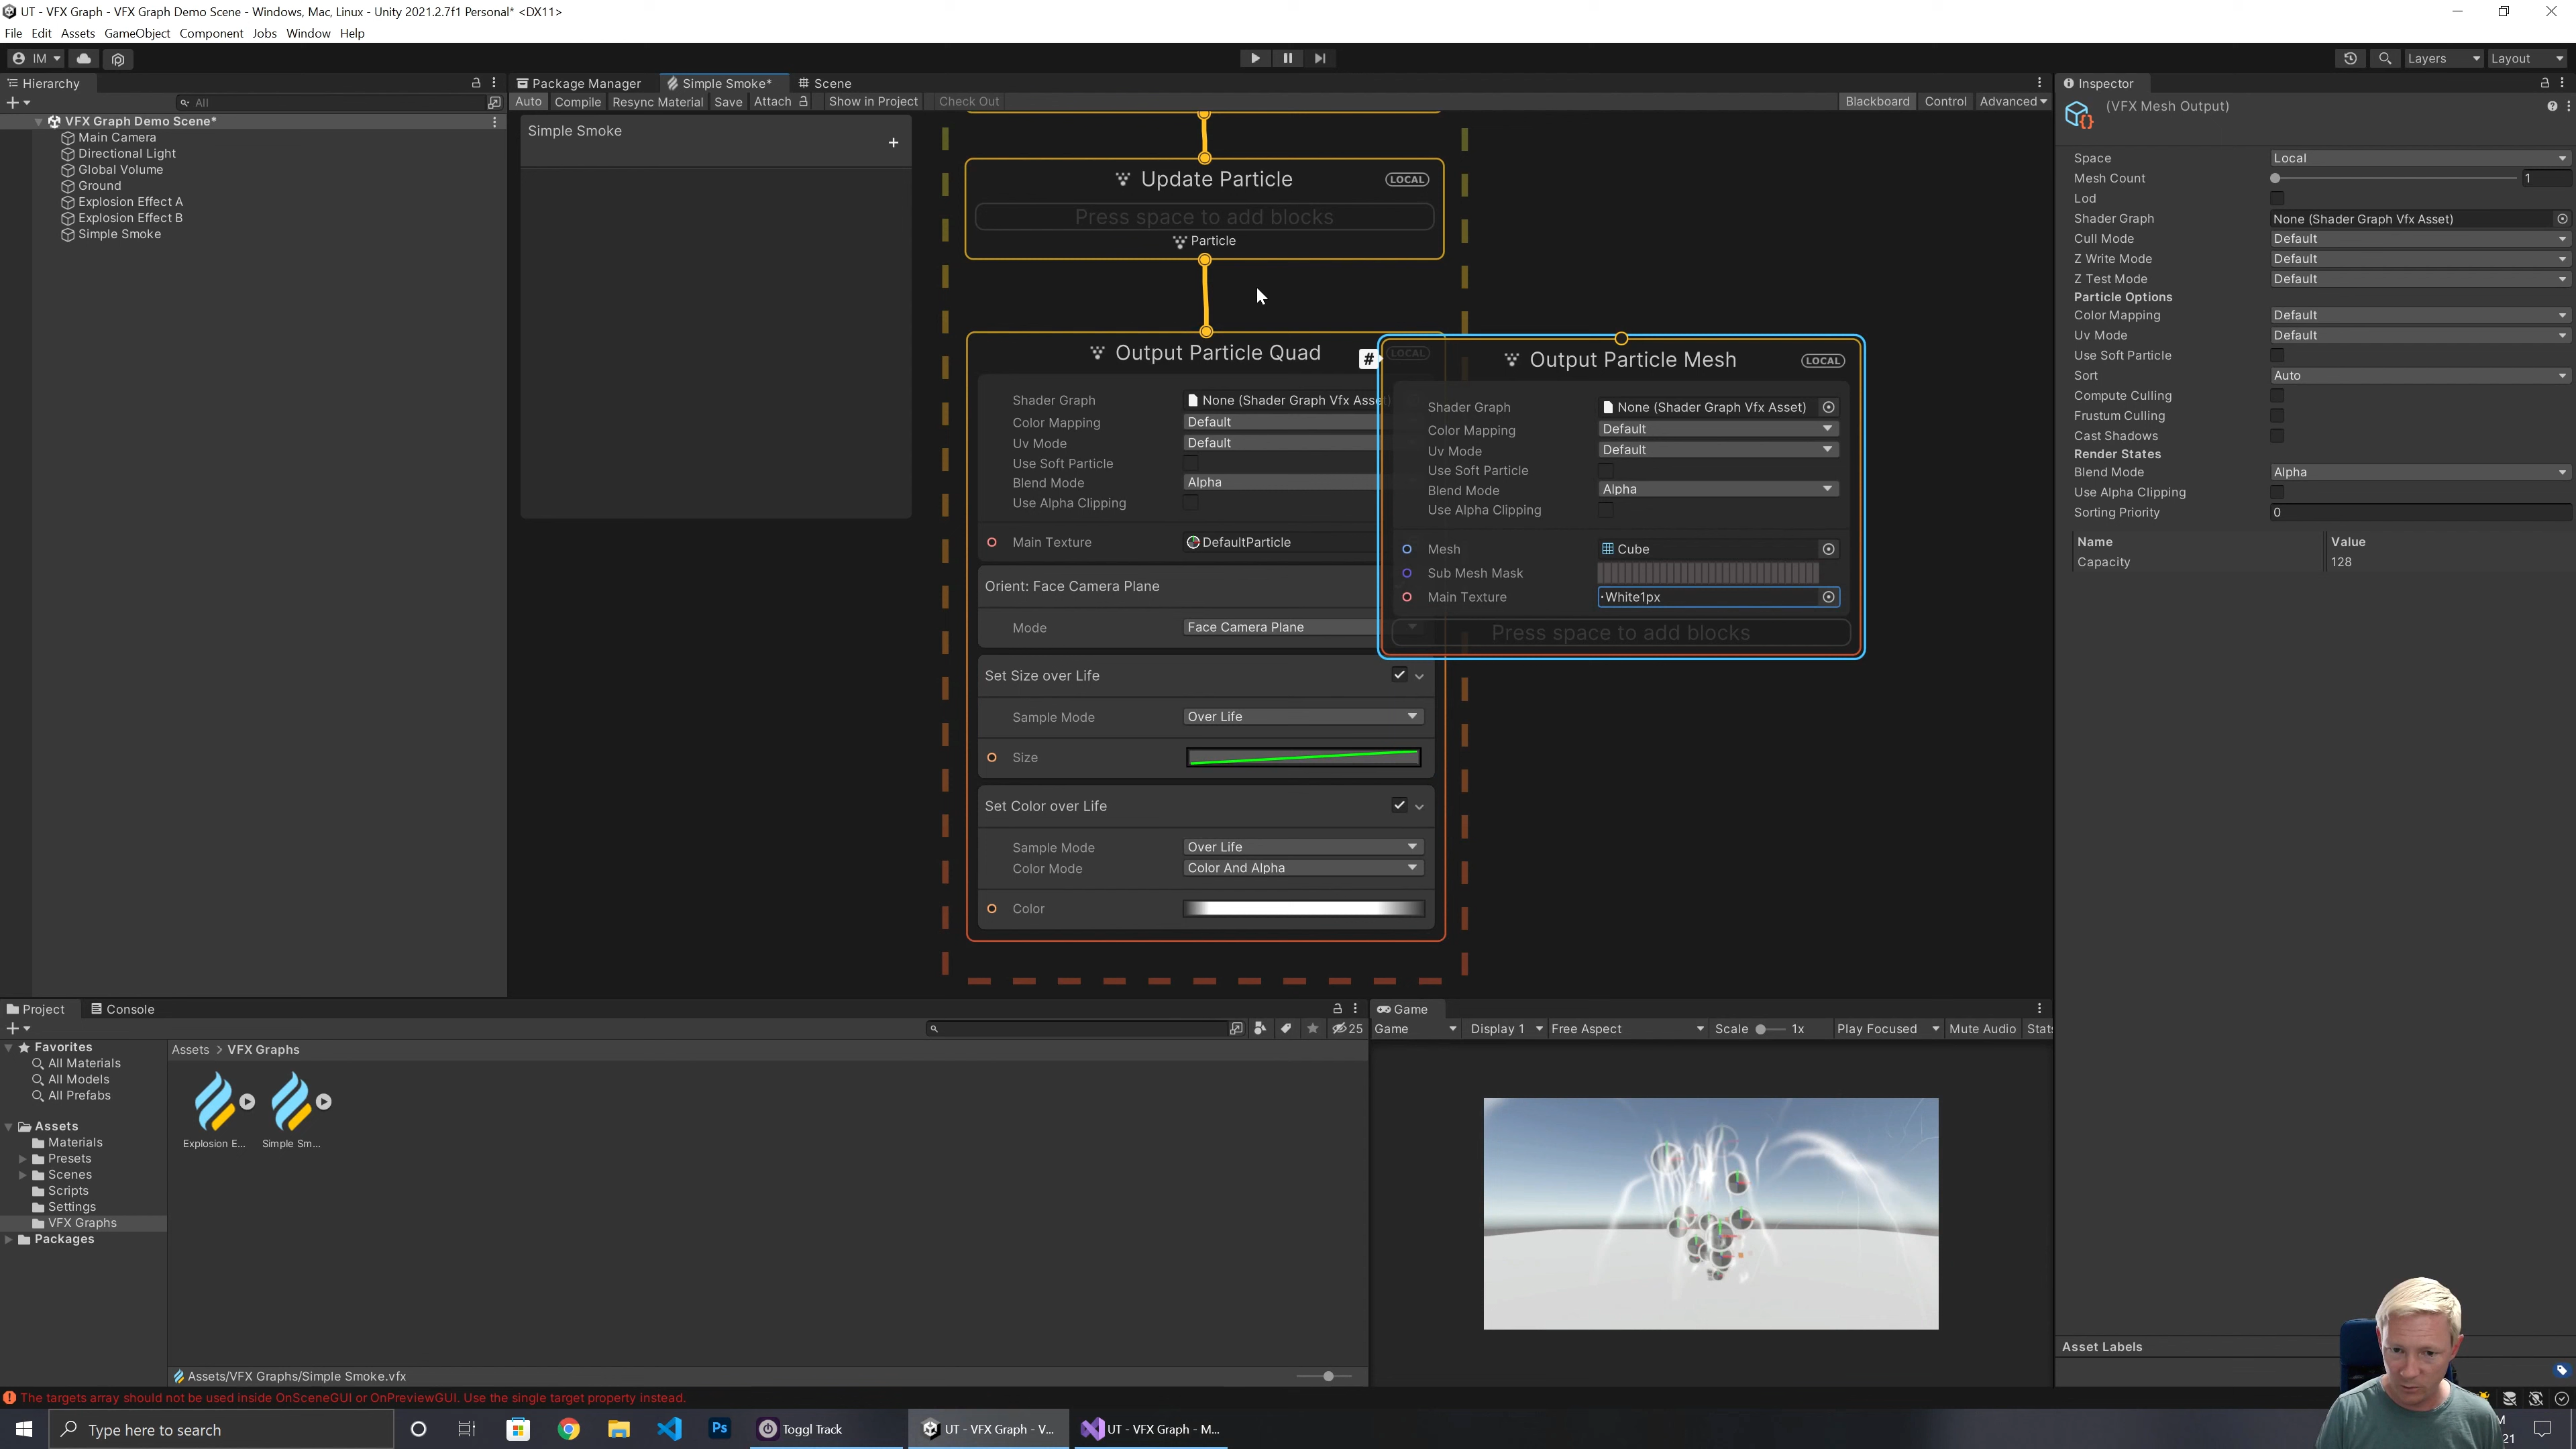 UT - VFX Graph - VFX Graph Demo Scene - Windows, Mac, Linux - Unity 2021.2.7f1 Personal* <DX11>
File Edit Assets GameObject Component Jobs Window Help
IM Layers Layout
Hierarchy
All
VFX Graph Demo Scene*
Main Camera
Directional Light
Global Volume
Ground
Explosion Effect A
Explosion Effect B
Simple Smoke
Package Manager Simple Smoke* Scene
Auto Compile Resync Material Save Attach Show in Project Check Out Blackboard Control Advanced
Simple Smoke
Update Particle LOCAL
Press space to add blocks
Particle
Output Particle Quad LOCAL
Shader Graph None (Shader Graph Vfx Asse
Color Mapping Default
Uv Mode Default
Use Soft Particle
Blend Mode Alpha
Use Alpha Clipping
Main Texture DefaultParticle
Orient: Face Camera Plane
Mode Face Camera Plane
Set Size over Life
Sample Mode Over Life
Size
Set Color over Life
Sample Mode Over Life
Color Mode Color And Alpha
Color
# Output Particle Mesh LOCAL
Shader Graph None (Shader Graph Vfx Asset)
Color Mapping Default
Uv Mode Default
Use Soft Particle
Blend Mode Alpha
Use Alpha Clipping
Mesh Cube
Sub Mesh Mask
Main Texture White1px
Press space to add blocks
Inspector
(VFX Mesh Output)
Space Local
Mesh Count 1
Lod
Shader Graph None (Shader Graph Vfx Asset)
Cull Mode Default
Z Write Mode Default
Z Test Mode Default
Particle Options
Color Mapping Default
Uv Mode Default
Use Soft Particle
Sort Auto
Compute Culling
Frustum Culling
Cast Shadows
Render States
Blend Mode Alpha
Use Alpha Clipping
Sorting Priority 0
Name Value
Capacity 128
Asset Labels
Project Console
25
Favorites
All Materials
All Models
All Prefabs
Assets
Materials
Presets
Scenes
Scripts
Settings
VFX Graphs
Packages
Assets > VFX Graphs
Explosion E... Simple Sm...
Assets/VFX Graphs/Simple Smoke.vfx
Game
Game Display 1 Free Aspect Scale 1x Play Focused Mute Audio Stats
The targets array should not be used inside OnSceneGUI or OnPreviewGUI. Use the single target property instead.
Type here to search
Ps
Toggl Track
UT - VFX Graph - V...
UT - VFX Graph - M...
M
21